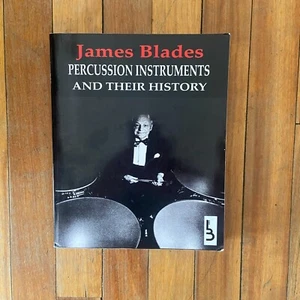 James Blades
PERCUSSION INSTRUMENTS
AND THEIR HISTORY